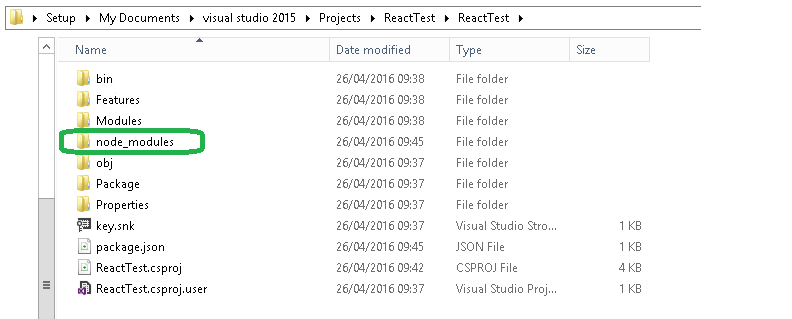 Setup My Documents visual studio 2015 Projects ReactTest ReactTest
Name Date modified Type Size
bin 26/04/2016 09:38 File folder
Features 26/04/2016 09:38 File folder
Modules 26/04/2016 09:38 File folder
node_modules 26/04/2016 09:45 File folder
obj 26/04/2016 09:37 File folder
Package 26/04/2016 09:37 File folder
Properties 26/04/2016 09:37 File folder
key.snk 26/04/2016 09:37 Visual Studio Stro... 1 KB
package.json 26/04/2016 09:45 JSON File 1 KB
ReactTest.csproj 26/04/2016 09:42 CSPROJ File 4 KB
ReactTest.csproj.user 26/04/2016 09:37 Visual Studio Proj... 1 KB